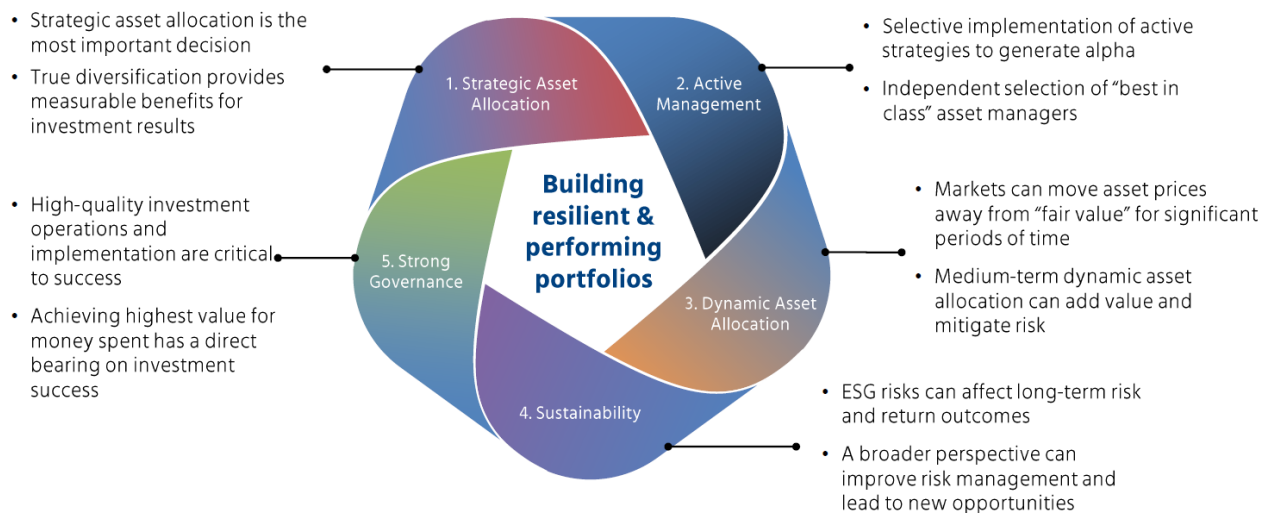 • Strategic asset allocation is the
most important decision
• True diversification provides
measurable benefits for
investment results
1. Strategic Asset
Allocation
2. Active
Management
• Selective implementation of active
strategies to generate alpha
• Independent selection of “best in
class” asset managers
Building
resilient &
performing
portfolios
• Markets can move asset prices
away from “fair value” for significant
periods of time
• Medium-term dynamic asset
allocation can add value and
mitigate risk
3. Dynamic Asset
Allocation
• High-quality investment
operations and
implementation are critical
to success
• Achieving highest value for
money spent has a direct
bearing on investment
success
5. Strong
Governance
4. Sustainability
• ESG risks can affect long-term risk
and return outcomes
• A broader perspective can
improve risk management and
lead to new opportunities